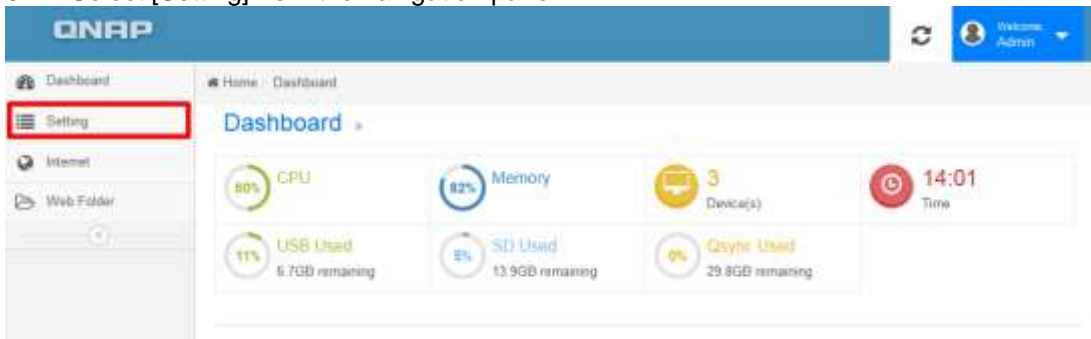 QNAP
Welcome,
Admin
Dashboard
Home Dashboard
Setting
Dashboard »
Internet
Web Folder
80%
CPU
82%
Memory
3
Device(s)
14:01
Time
11%
USB Used
6.7GB remaining
5%
SD Used
13.9GB remaining
0%
Qsync Used
29.8GB remaining